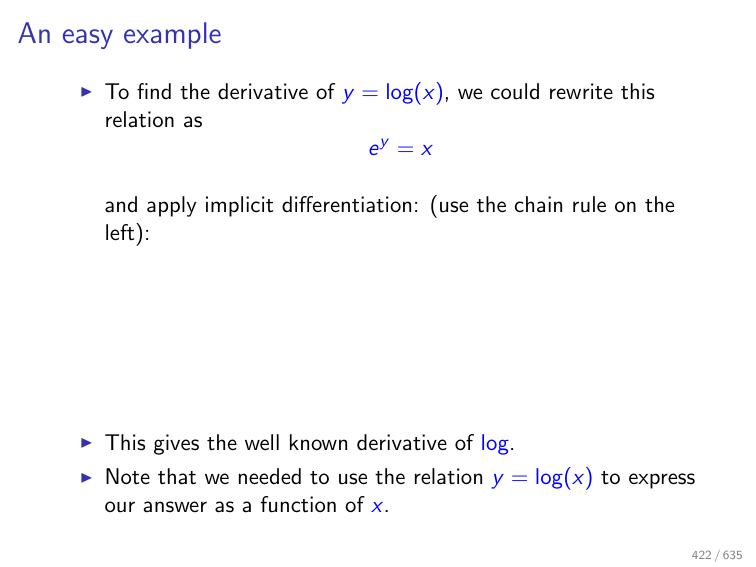 An easy example
▶ To find the derivative of y = log(x), we could rewrite this
relation as
e^y = x
and apply implicit differentiation: (use the chain rule on the
left):
▶ This gives the well known derivative of log.
▶ Note that we needed to use the relation y = log(x) to express
our answer as a function of x.
422 / 635